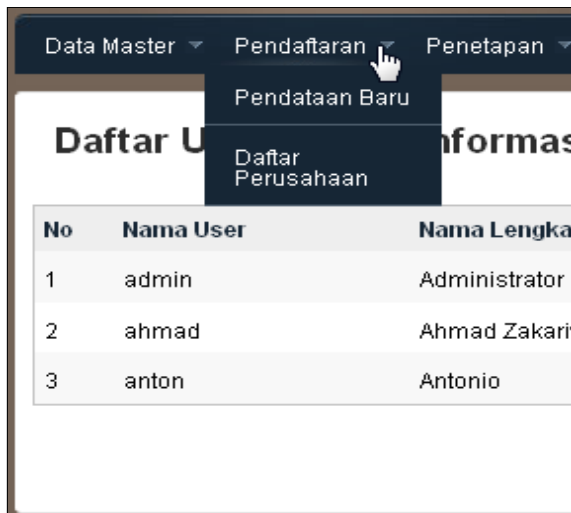 Data Master Pendaftaran Penetapan
Pendataan Baru
Daftar
Perusahaan
Daftar U nformas
No Nama User Nama Lengka
1 admin Administrator
2 ahmad Ahmad Zakari
3 anton Antonio